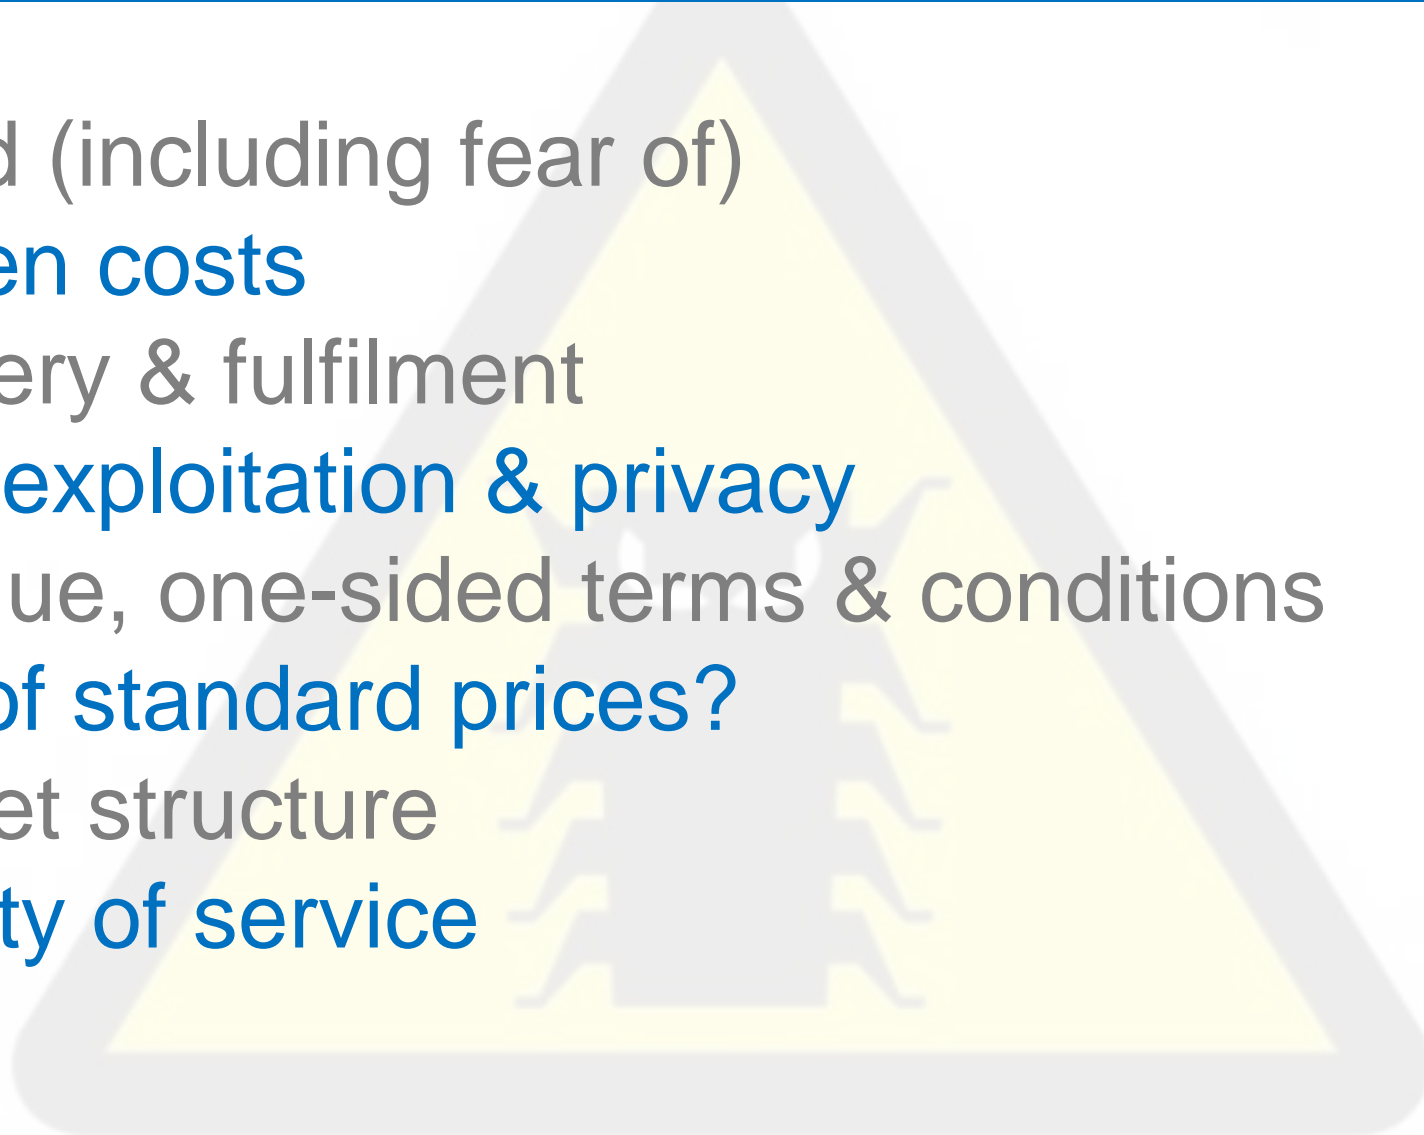 d (including fear of)
en costs
ery & fulfilment
exploitation & privacy
ue, one-sided terms & conditions
of standard prices?
et structure
ty of service